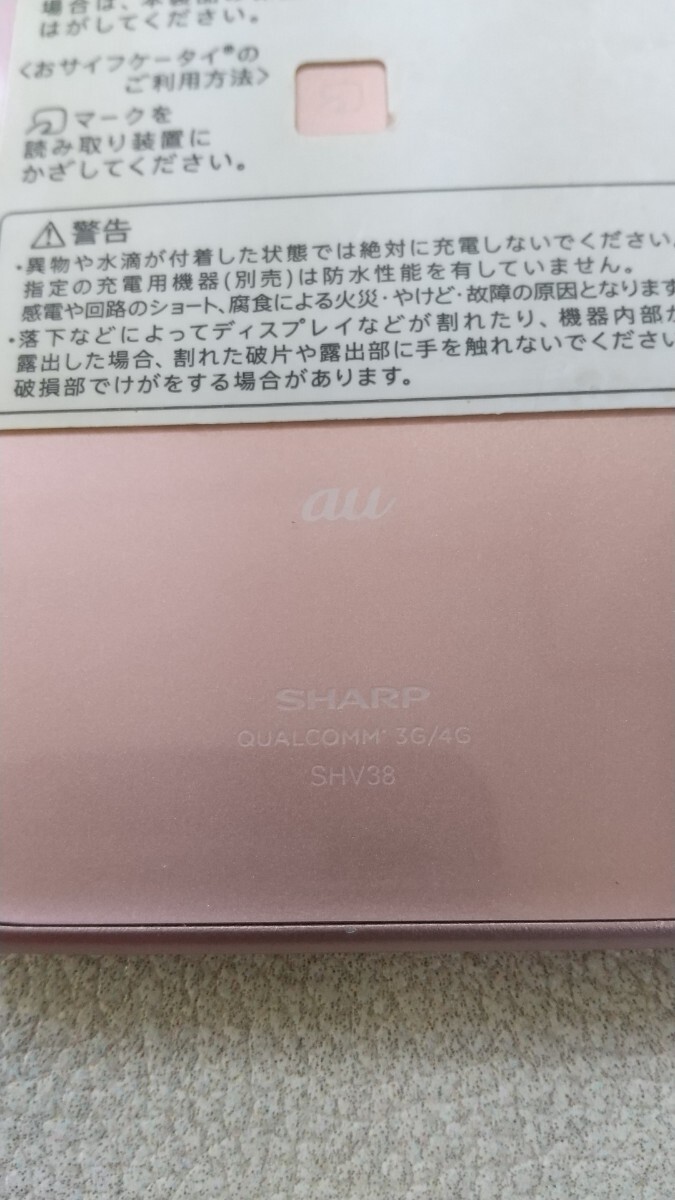 場合は、本装面
はがしてください。
〈おサイフケータイ®の
ご利用方法〉
マークを
読み取り装置に
かざしてください。
⚠警告
・異物や水滴が付着した状態では絶対に充電しないでください。
指定の充電用機器(別売)は防水性能を有していません。
感電や回路のショート、腐食による火災・やけど・故障の原因となります
・落下などによってディスプレイなどが割れたり、機器内部が
露出した場合、割れた破片や露出部に手を触れないでください
破損部でけがをする場合があります。
au
SHARP
QUALCOMM® 3G/4G
SHV38